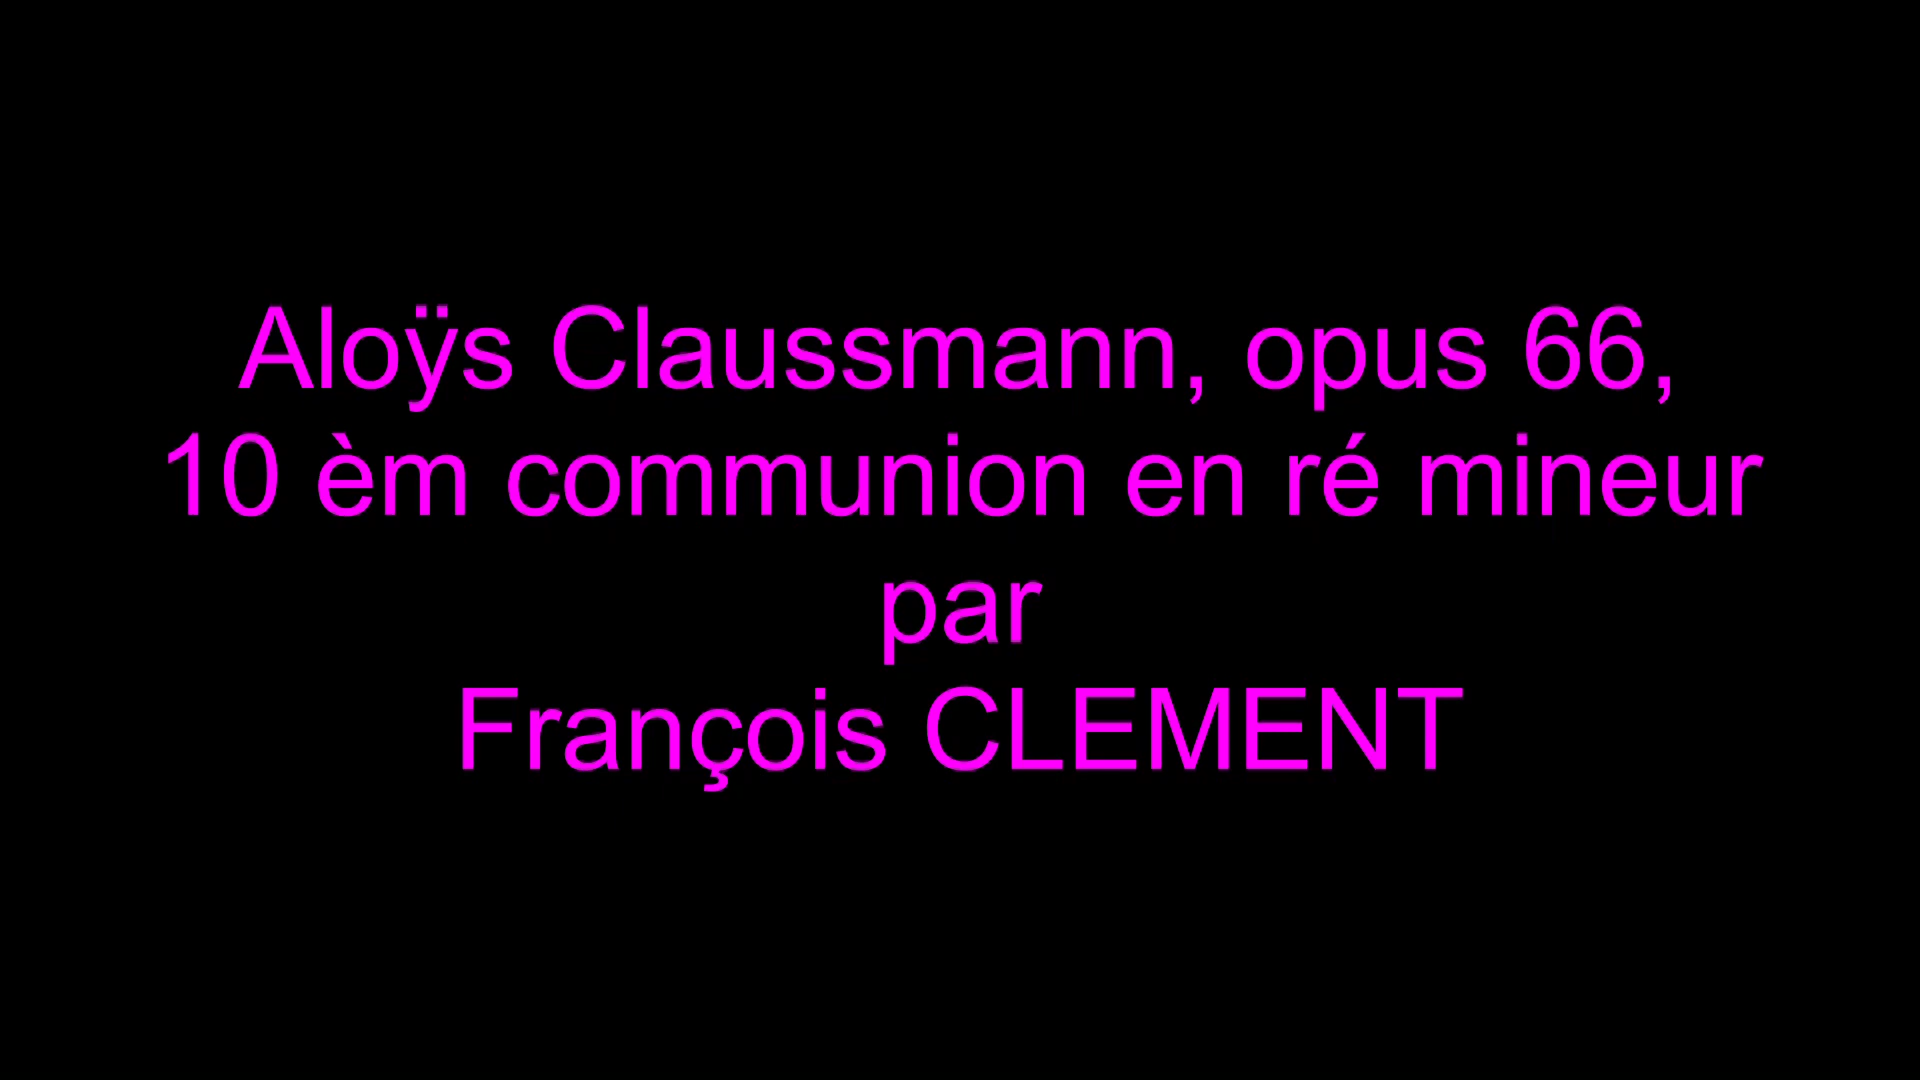 Aloÿs Claussmann, opus 66,
10 èm communion en ré mineur
par
François CLEMENT